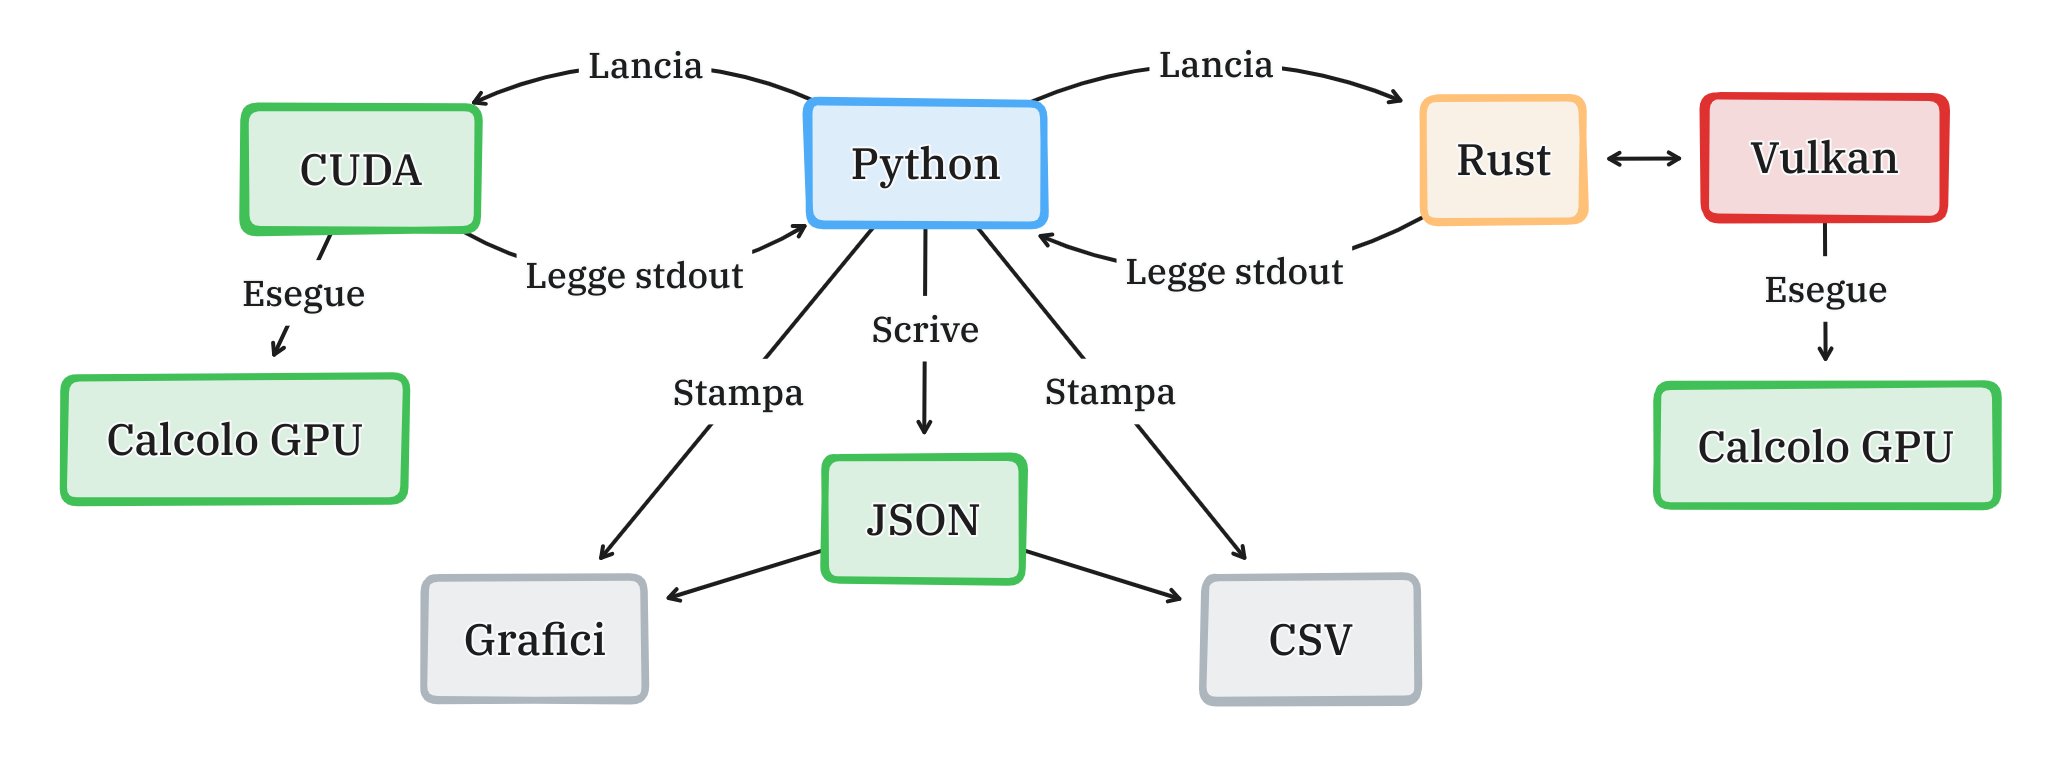 Lancia
Lancia
CUDA
Python
Rust
Vulkan
Legge stdout
Legge stdout
Esegue
Esegue
Scrive
Stampa
Stampa
Calcolo GPU
Calcolo GPU
JSON
Grafici
CSV